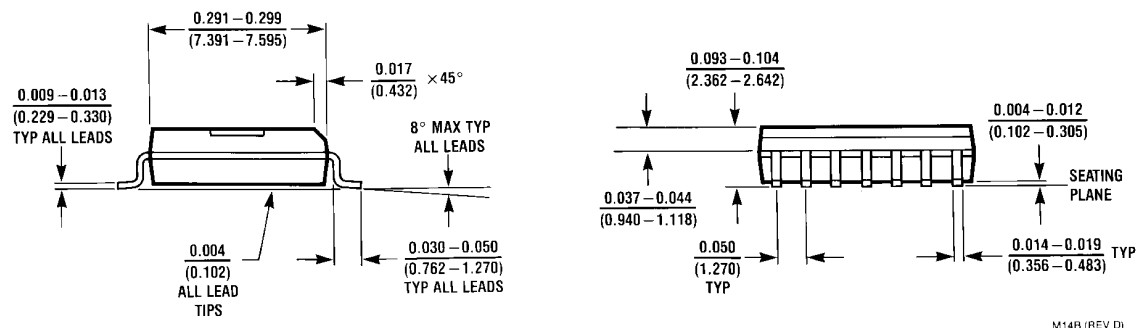 0.291 – 0.299
(7.391 – 7.595)
0.017
(0.432)
×45°
0.009 – 0.013
(0.229 – 0.330)
TYP ALL LEADS
8° MAX TYP
ALL LEADS
0.004
(0.102)
ALL LEAD
TIPS
0.030 – 0.050
(0.762 – 1.270)
TYP ALL LEADS
0.093 – 0.104
(2.362 – 2.642)
0.004 – 0.012
(0.102 – 0.305)
SEATING
PLANE
0.037 – 0.044
(0.940 – 1.118)
0.050
(1.270)
TYP
0.014 – 0.019
(0.356 – 0.483)
TYP
M14B (REV D)